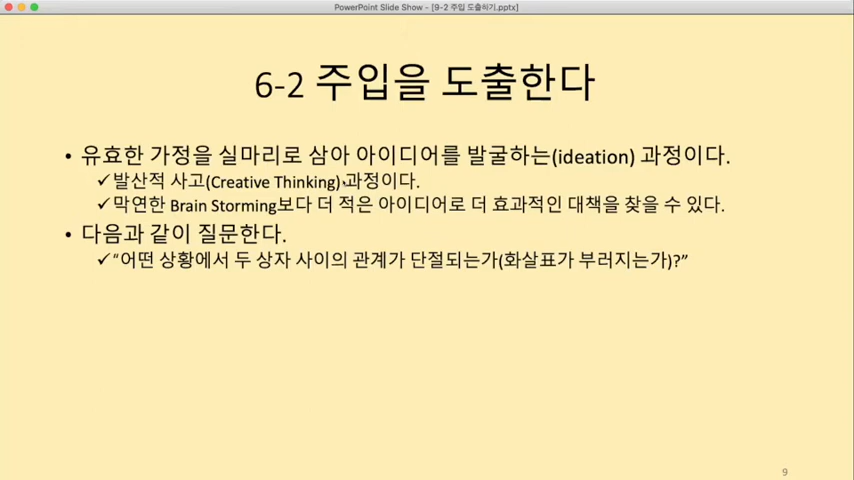 PowerPoint Slide Show - [9-2 주입 도출하기.pptx]
6-2 주입을 도출한다
• 유효한 가정을 실마리로 삼아 아이디어를 발굴하는(ideation) 과정이다.
✓발산적 사고(Creative Thinking) 과정이다.
✓막연한 Brain Storming보다 더 적은 아이디어로 더 효과적인 대책을 찾을 수 있다.
• 다음과 같이 질문한다.
✓“어떤 상황에서 두 상자 사이의 관계가 단절되는가(화살표가 부러지는가)?”
9